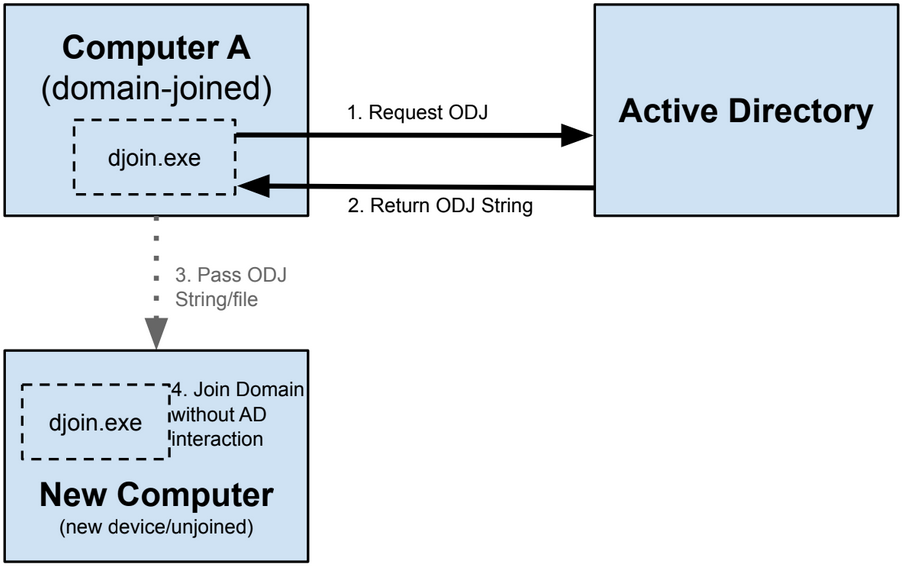 Computer A
(domain-joined)
djoin.exe
1. Request ODJ
2. Return ODJ String
Active Directory
3. Pass ODJ
String/file
djoin.exe
4. Join Domain
without AD
interaction
New Computer
(new device/unjoined)